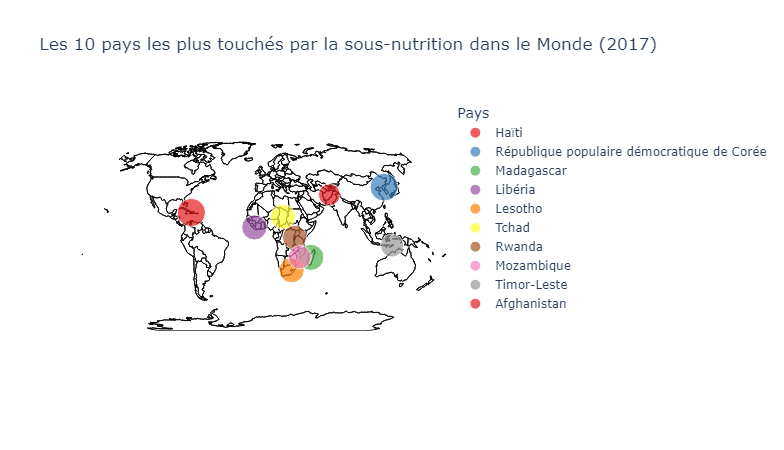 Les 10 pays les plus touchés par la sous-nutrition dans le Monde (2017)
Pays
Haïti
République populaire démocratique de Corée
Madagascar
Libéria
Lesotho
Tchad
Rwanda
Mozambique
Timor-Leste
Afghanistan